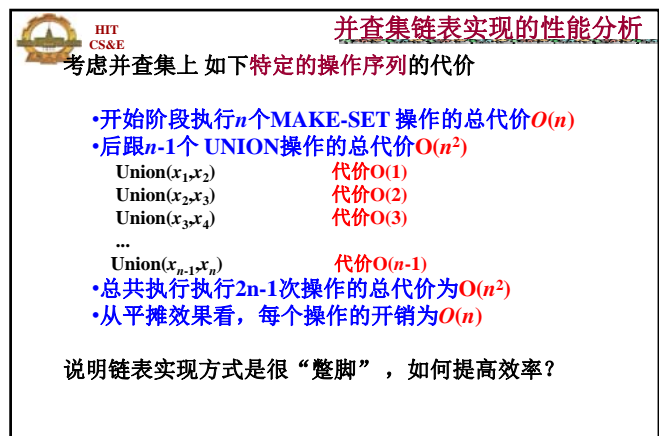 HIT
CS&E
并查集链表实现的性能分析
考虑并查集上 如下特定的操作序列的代价
•开始阶段执行n个MAKE-SET 操作的总代价O(n)
•后跟n-1个 UNION操作的总代价O(n²)
Union(x₁,x₂) 代价O(1)
Union(x₂,x₃) 代价O(2)
Union(x₃,x₄) 代价O(3)
...
Union(xₙ₋₁,xₙ) 代价O(n-1)
•总共执行执行2n-1次操作的总代价为O(n²)
•从平摊效果看，每个操作的开销为O(n)
说明链表实现方式是很“蹩脚” ，如何提高效率？